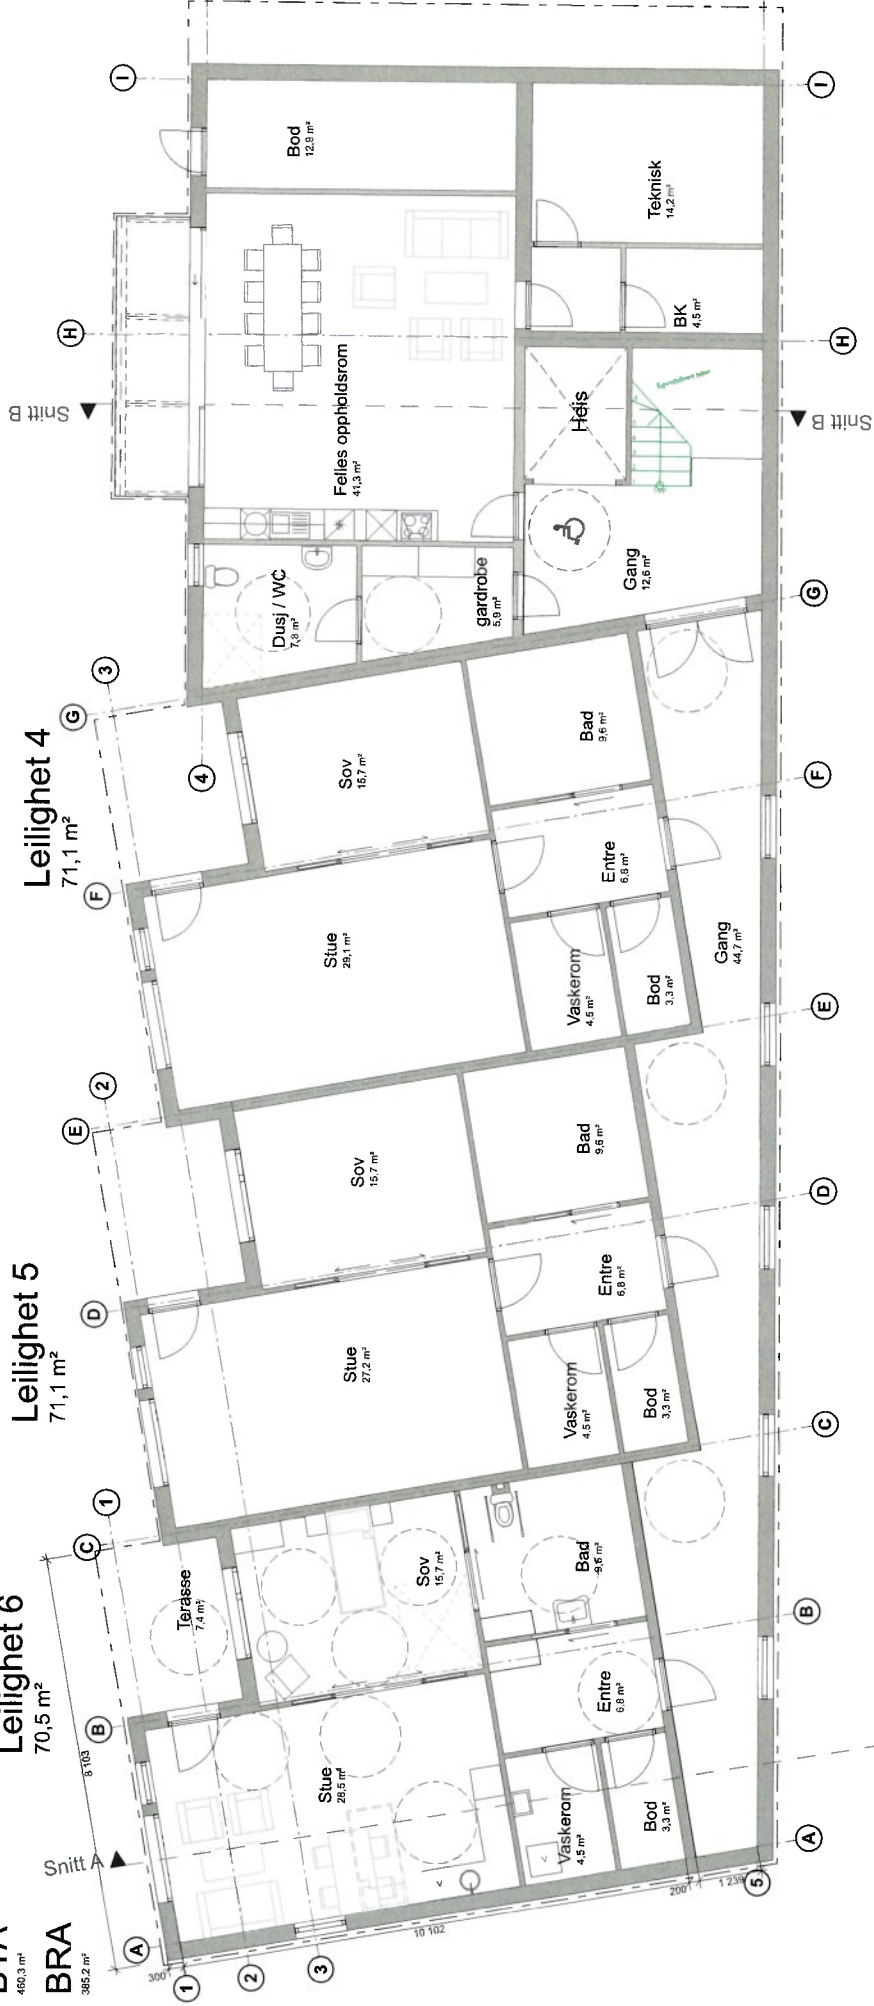 BTA
460,3 m²
BRA
385,2 m²
Leilighet 6
70,5 m²
Leilighet 5
71,1 m²
Leilighet 4
71,1 m²
Snitt A
Snitt B
Snitt B
8 103
10 102
300
200
1 239
A
B
C
D
E
F
G
H
I
1
2
3
4
1
2
3
5
A
B
C
D
E
F
G
H
I
Stue
28,5 m²
Terasse
7,4 m²
Sov
15,7 m²
Bad
9,6 m²
Entre
6,8 m²
Vaskerom
4,5 m²
Bod
3,3 m²
Stue
27,2 m²
Sov
15,7 m²
Bad
9,6 m²
Entre
6,8 m²
Vaskerom
4,5 m²
Bod
3,3 m²
Stue
29,1 m²
Sov
15,7 m²
Bad
9,6 m²
Entre
6,8 m²
Vaskerom
4,5 m²
Bod
3,3 m²
Gang
44,7 m²
Dusj / WC
7,8 m²
gardrobe
5,9 m²
Gang
12,6 m²
Heis
Felles oppholdsrom
41,3 m²
Bod
12,9 m²
BK
4,5 m²
Teknisk
14,2 m²